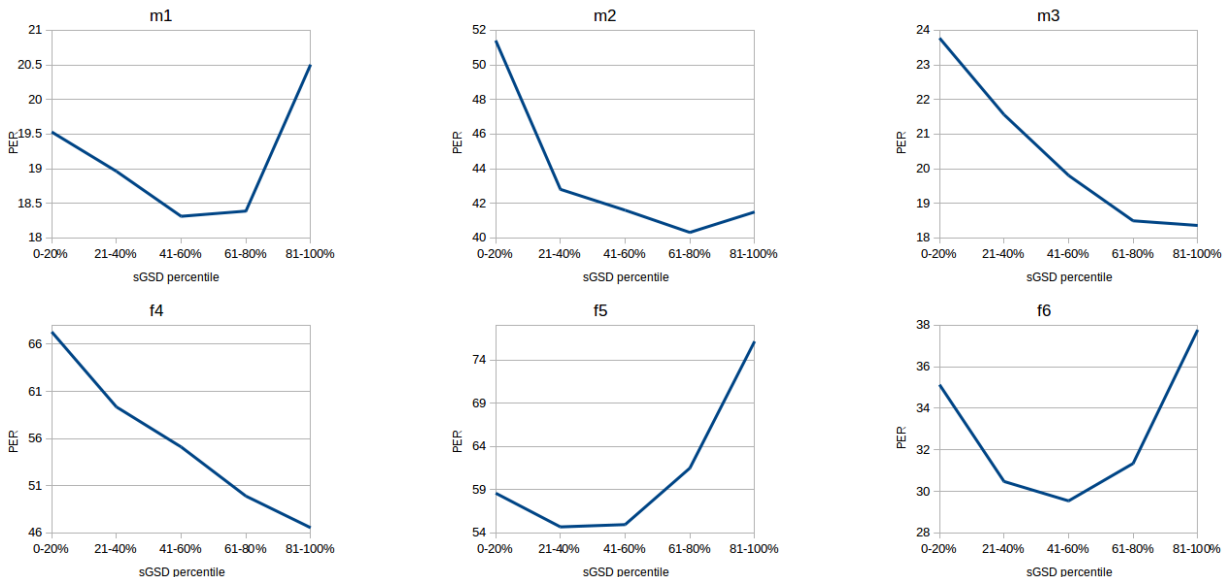 m1
21
20.5
20
19.5
19
18.5
18
PER
0-20% 21-40% 41-60% 61-80% 81-100%
sGSD percentile
m2
52
50
48
46
44
42
40
PER
0-20% 21-40% 41-60% 61-80% 81-100%
sGSD percentile
m3
24
23
22
21
20
19
18
PER
0-20% 21-40% 41-60% 61-80% 81-100%
sGSD percentile
f4
66
61
56
51
46
PER
0-20% 21-40% 41-60% 61-80% 81-100%
sGSD percentile
f5
74
69
64
59
54
PER
0-20% 21-40% 41-60% 61-80% 81-100%
sGSD percentile
f6
38
36
34
32
30
28
PER
0-20% 21-40% 41-60% 61-80% 81-100%
sGSD percentile